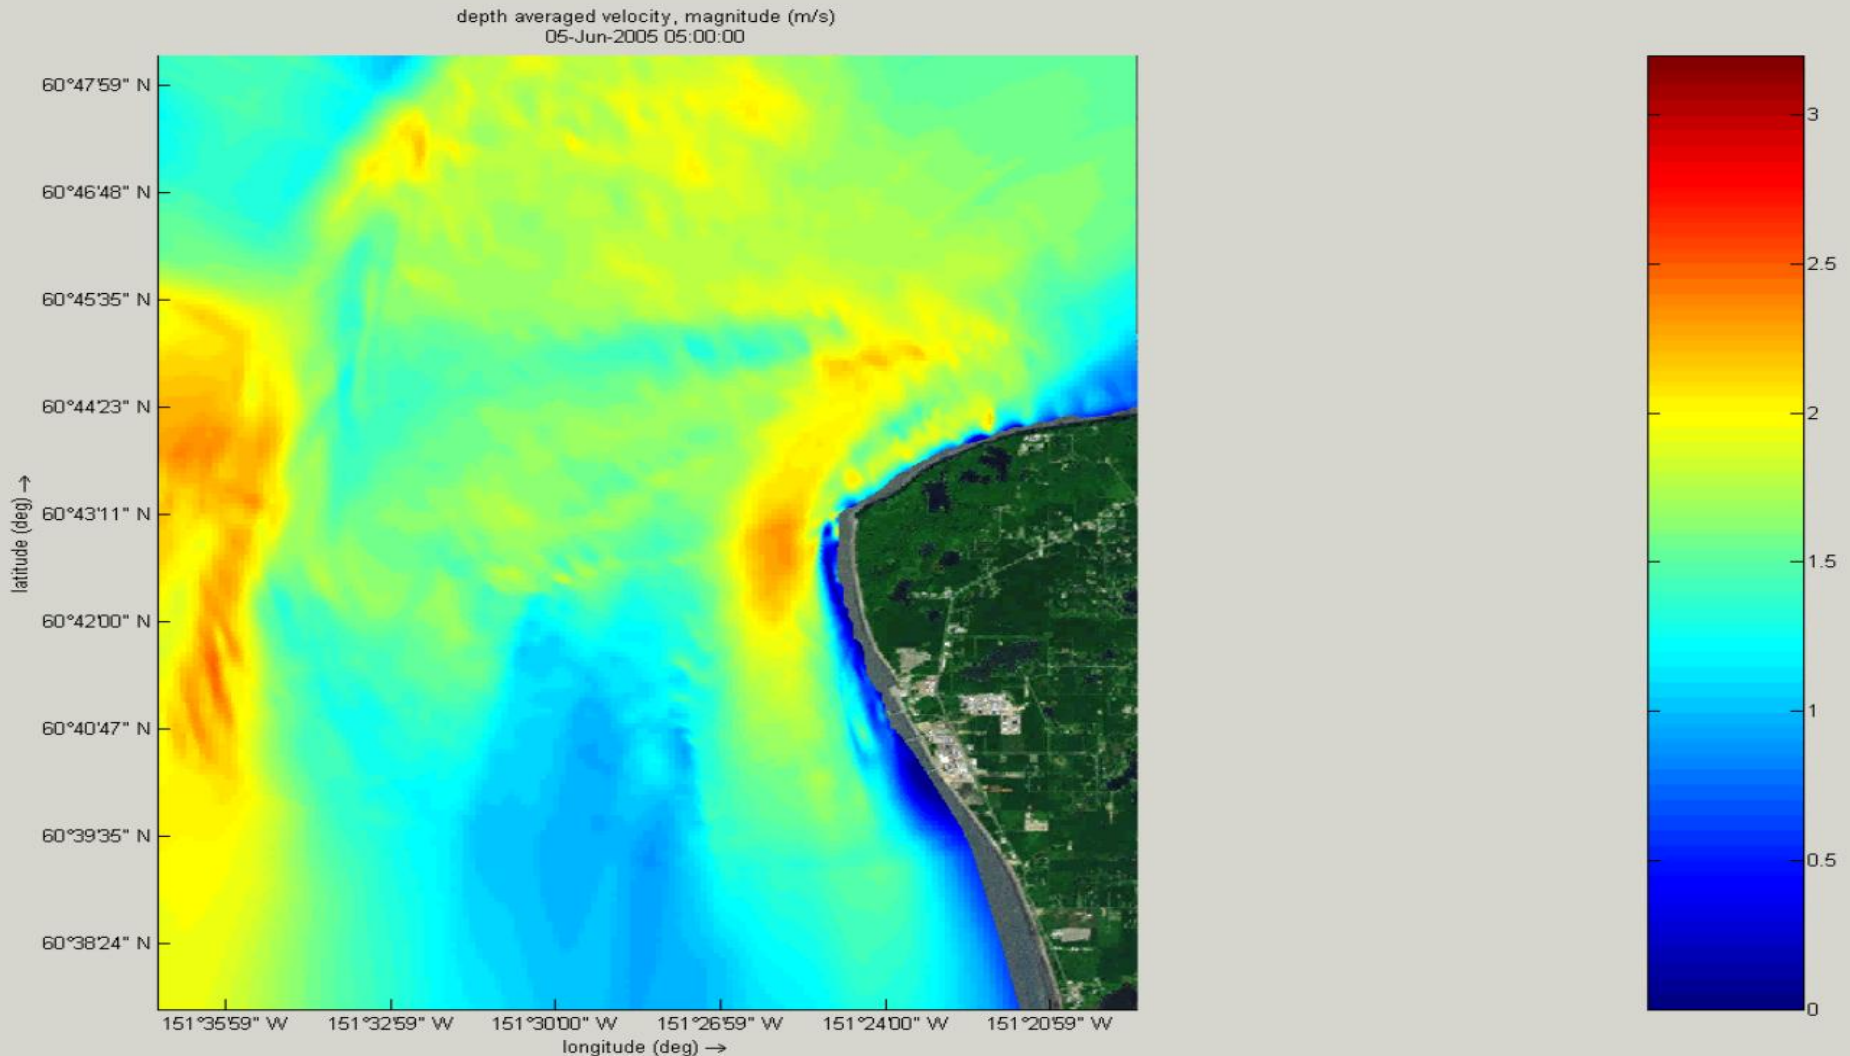 depth averaged velocity, magnitude (m/s)
05-Jun-2005 05:00:00
60°47'59" N
60°46'48" N
60°45'35" N
60°44'23" N
60°43'11" N
60°42'00" N
60°40'47" N
60°39'35" N
60°38'24" N
latitude (deg) →
151°35'59" W
151°32'59" W
151°30'00" W
151°26'59" W
151°24'00" W
151°20'59" W
longitude (deg) →
3
2.5
2
1.5
1
0.5
0